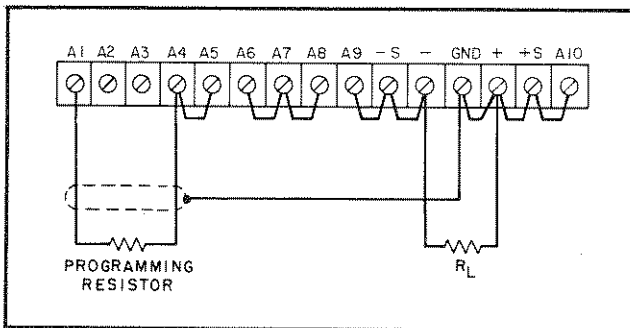 A1 A2 A3 A4 A5 A6 A7 A8 A9 -S - GND + +S A10
PROGRAMMING
RESISTOR
RL